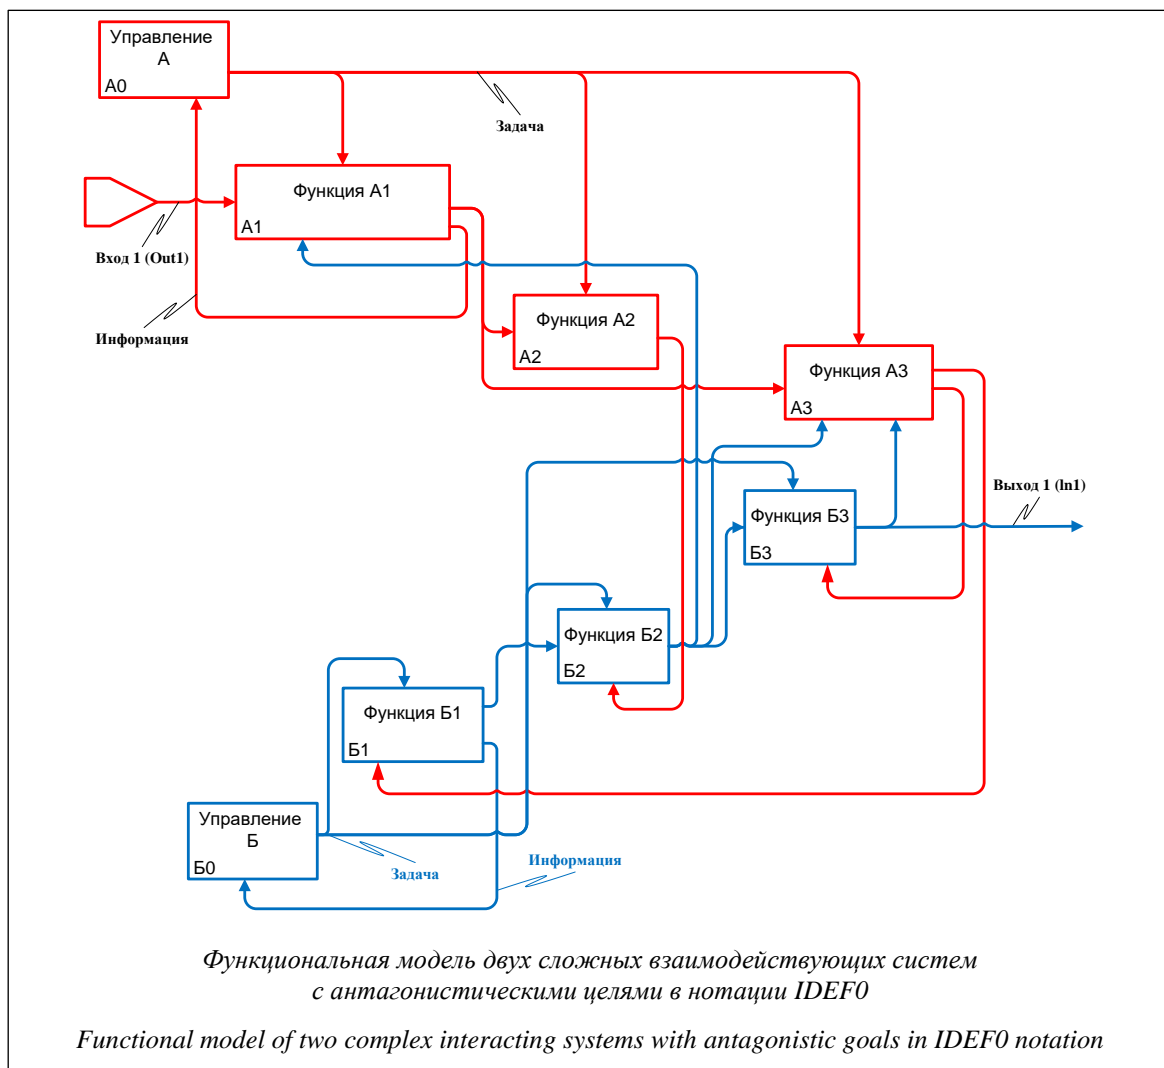 Управление
А
А0
Задача
Функция А1
А1
Вход 1 (Out1)
Информация
Функция А2
А2
Функция А3
А3
Выход 1 (ln1)
Функция Б3
Б3
Функция Б2
Б2
Функция Б1
Б1
Управление
Б
Б0
Задача
Информация
Функциональная модель двух сложных взаимодействующих систем
с антагонистическими целями в нотации IDEF0
Functional model of two complex interacting systems with antagonistic goals in IDEF0 notation